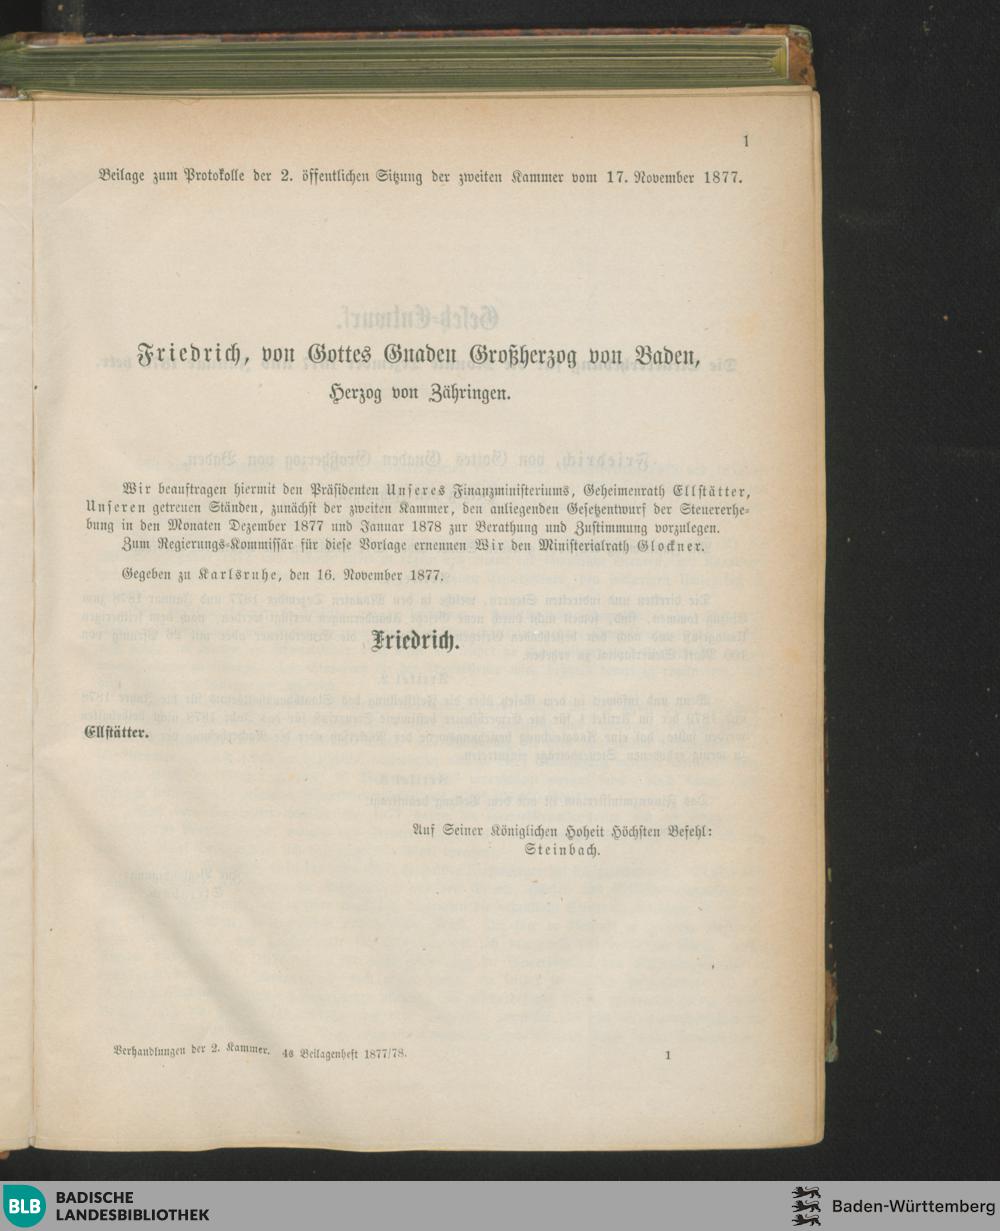 1
Beilage zum Protokolle der 2. öffentlichen Sitzung der zweiten Kammer vom 17. November 1877.
Friedrich, von Gottes Gnaden Großherzog von Baden,
Herzog von Zähringen.
Wir beauftragen hiermit den Präsidenten Unseres Finanzministeriums, Geheimenrath Ellstätter,
Unseren getreuen Ständen, zunächst der zweiten Kammer, den anliegenden Gesetzentwurf der Steuererhe-
bung in den Monaten Dezember 1877 und Januar 1878 zur Berathung und Zustimmung vorzulegen.
Zum Regierungs-Kommissär für diese Vorlage ernennen Wir den Ministerialrath Glockner.
Gegeben zu Karlsruhe, den 16. November 1877.
Friedrich.
Ellstätter.
Auf Seiner Königlichen Hoheit Höchsten Befehl:
Steinbach.
Verhandlungen der 2. Kammer. 4s Beilagenheft 1877/78.
1
BLB BADISCHE
LANDESBIBLIOTHEK
Baden-Württemberg